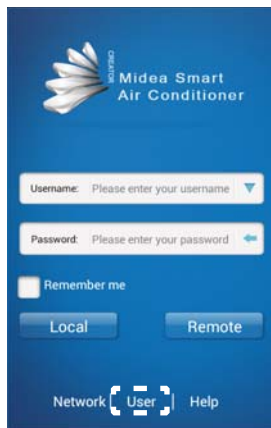 CREATOR
Midea Smart
Air Conditioner
Username: Please enter your username
Password: Please enter your password
Remember me
Local Remote
Network User | Help